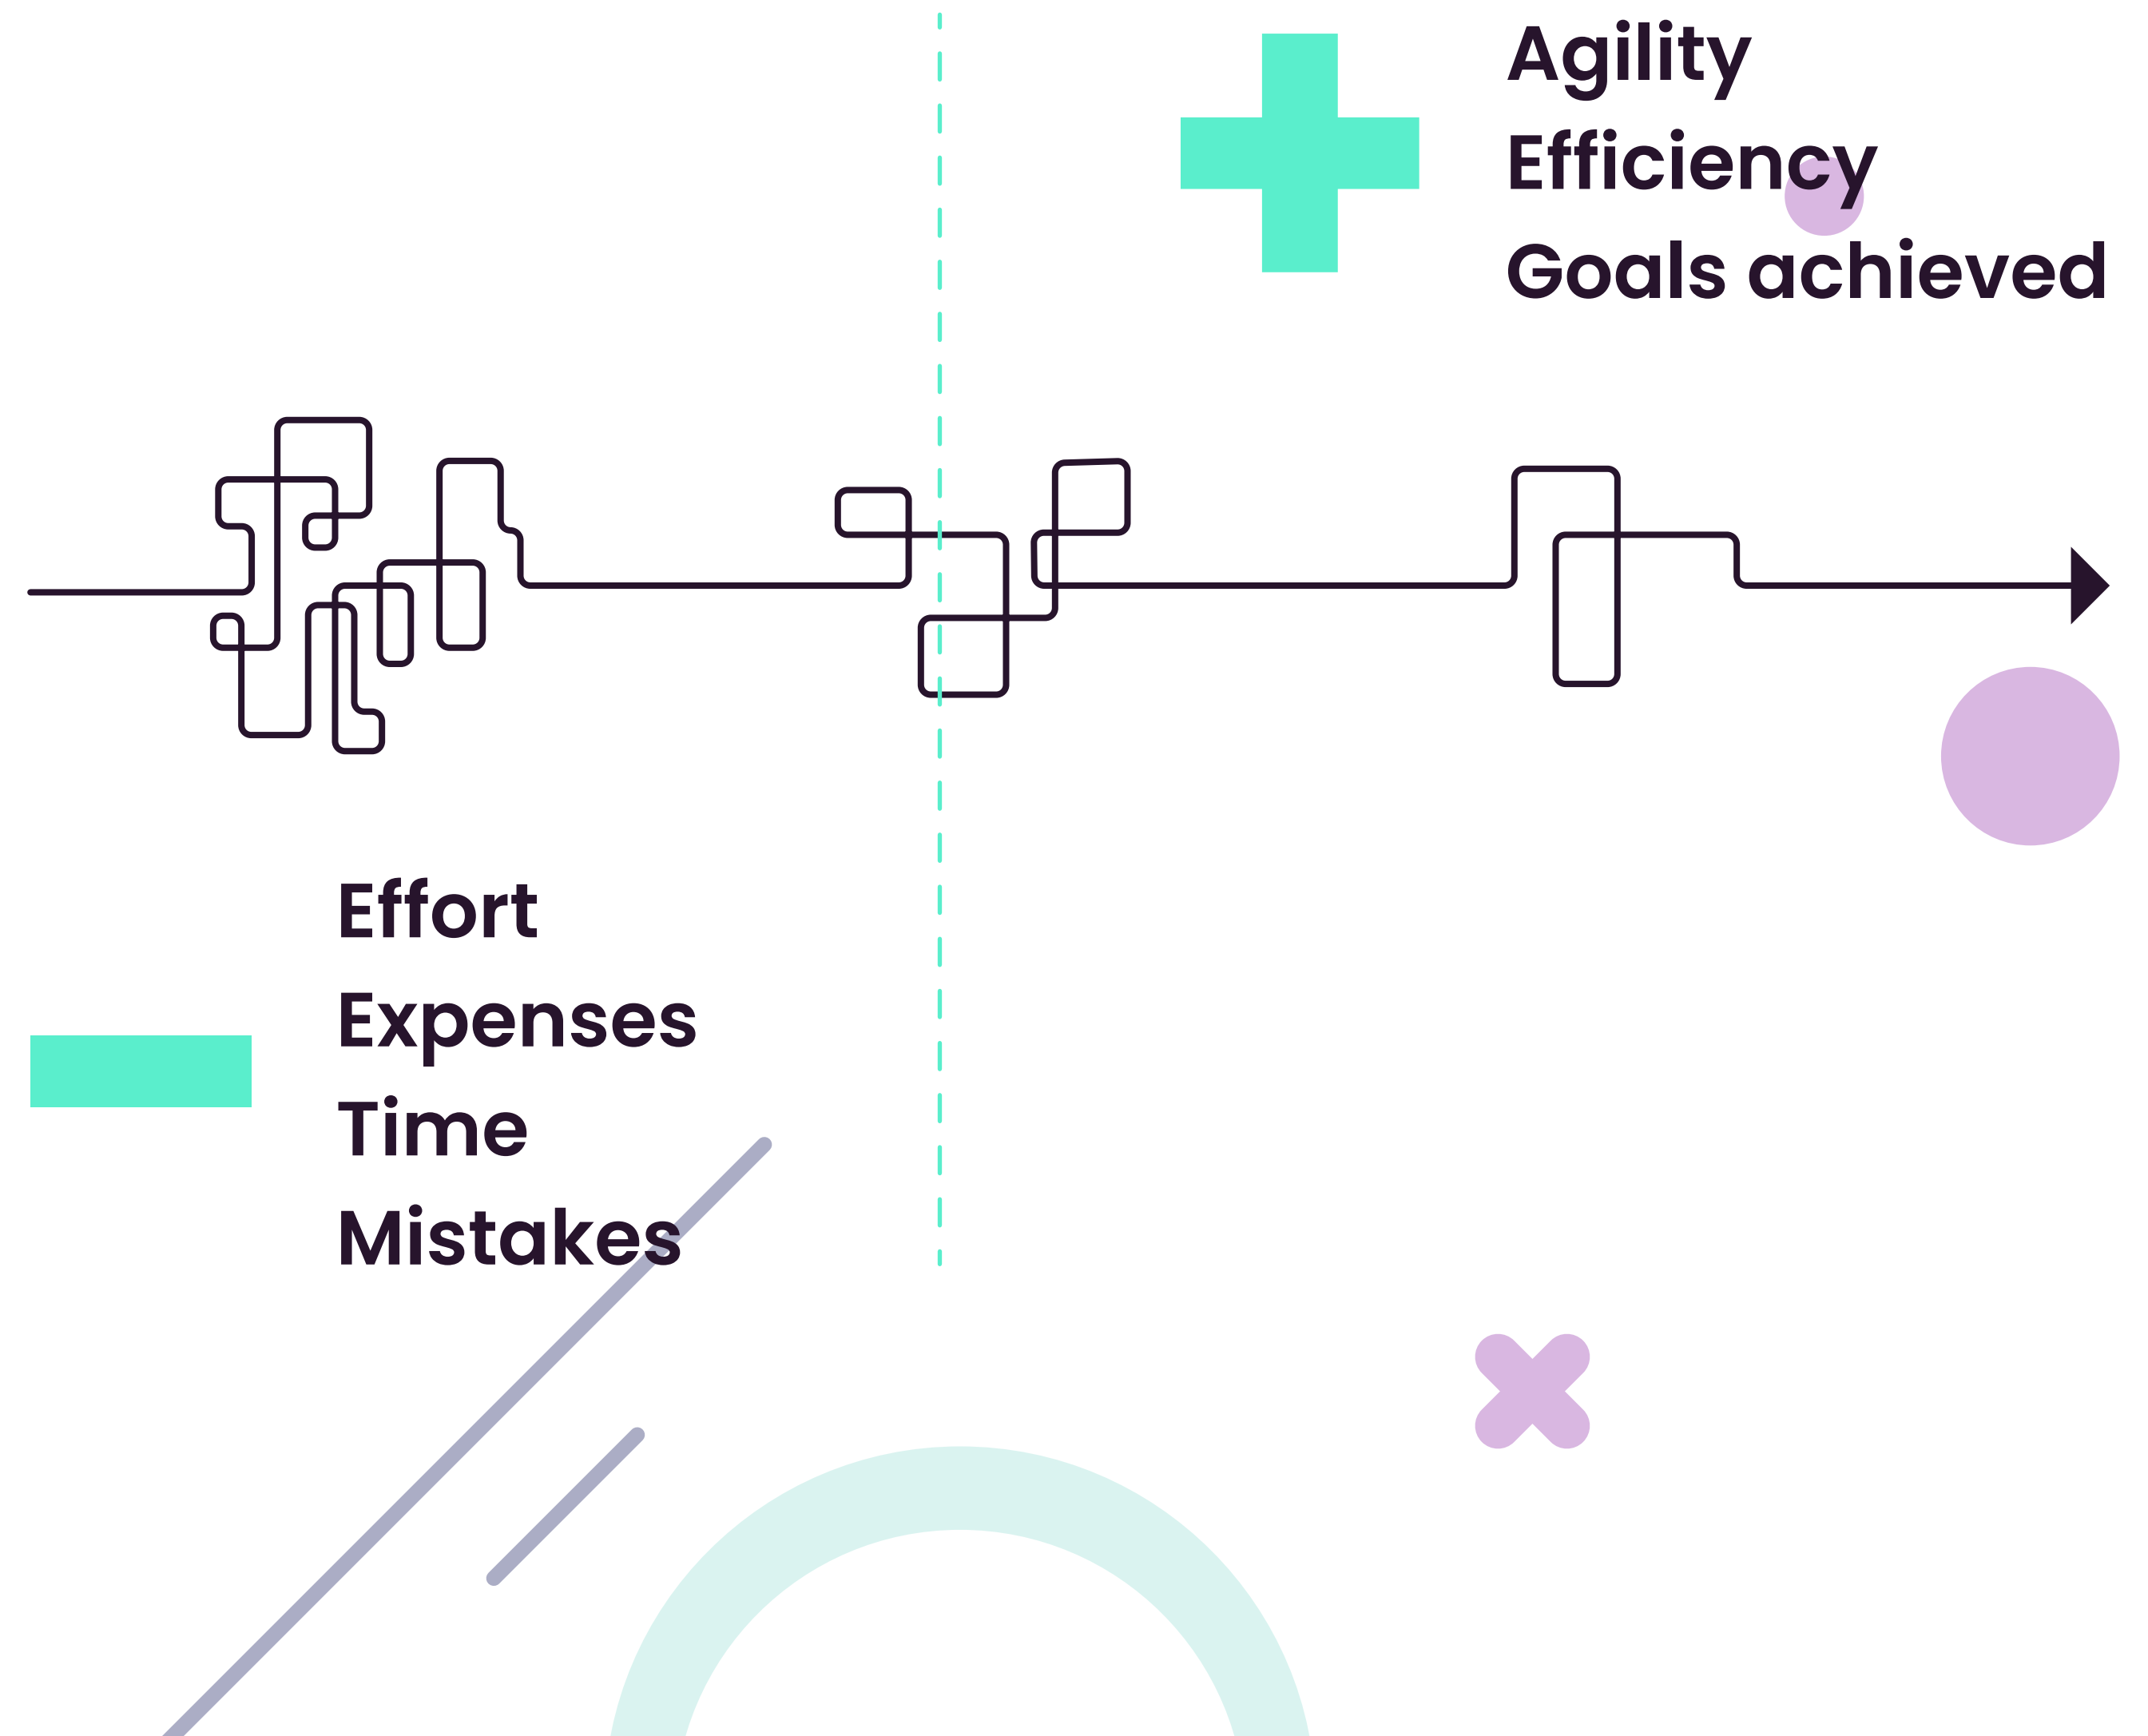 Agility
Efficiency
Goals achieved
Effort
Expenses
Time
Mistakes